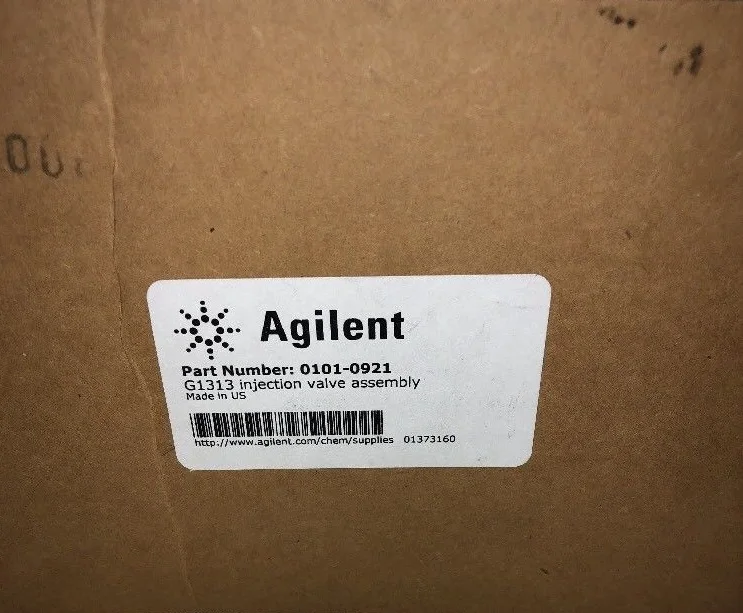 Agilent
Part Number: 0101-0921
G1313 injection valve assembly
Made in US
http://www.agilent.com/chem/supplies 01373160